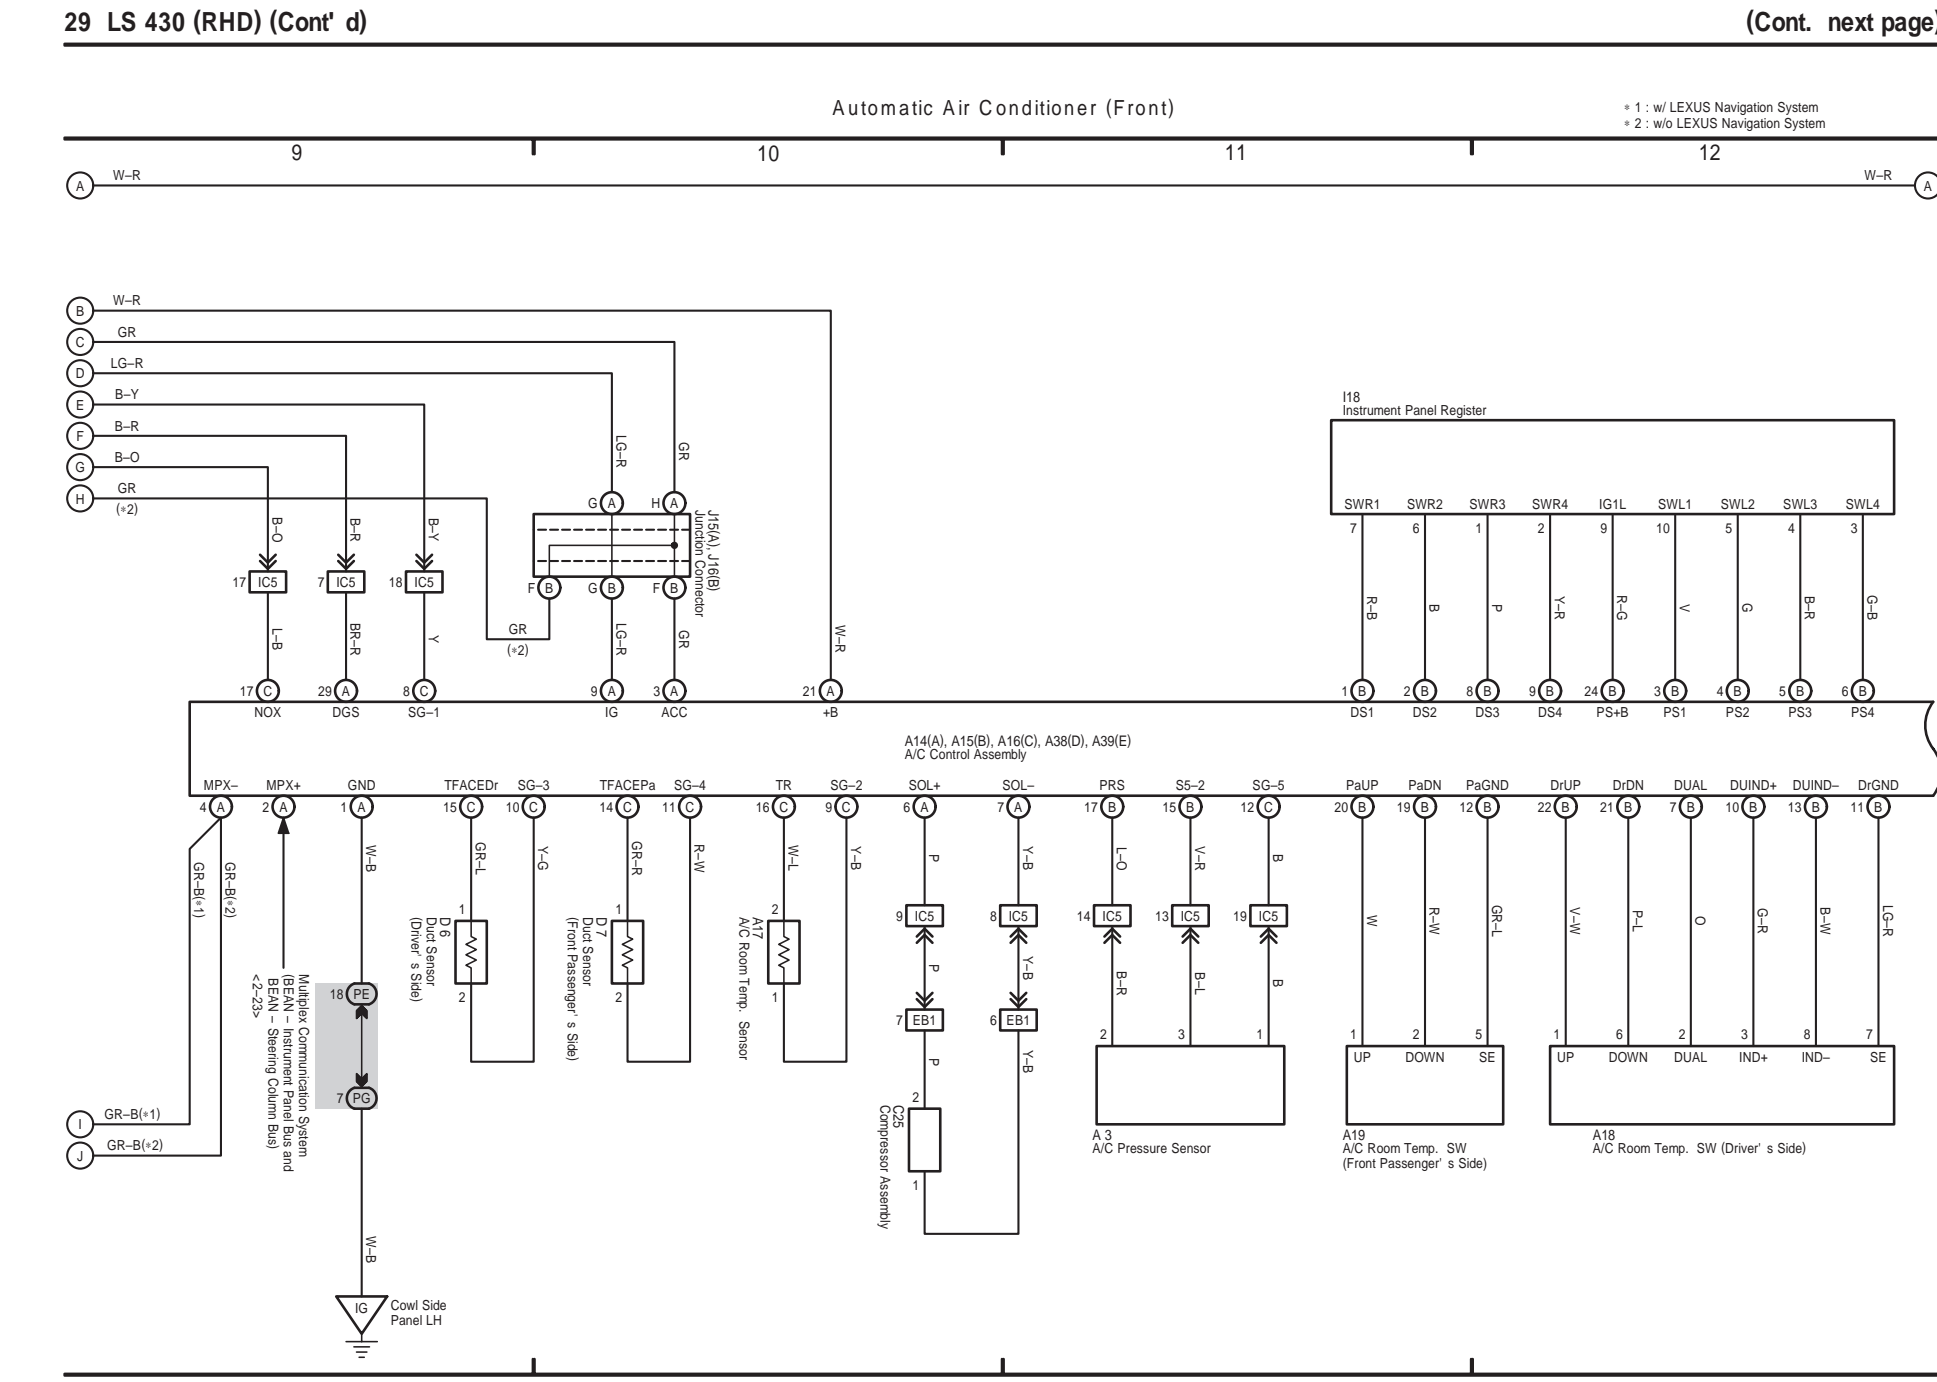 29 LS 430 (RHD) (Cont' d)
(Cont. next page)
Automatic Air Conditioner (Front)
∗ 1 : w/ LEXUS Navigation System
∗ 2 : w/o LEXUS Navigation System
9 10 11 12
A W–R W–R A
B W–R
C GR
D LG–R
E B–Y
F B–R
G B–O
H GR
(∗2)
I18
Instrument Panel Register
LG–R GR
G A H A
J15(A), J16(B)
Junction Connector
SWR1 SWR2 SWR3 SWR4 IG1L SWL1 SWL2 SWL3 SWL4
7 6 1 2 9 10 5 4 3
B–O B–R B–Y
17 IC5 7 IC5 18 IC5
F B G B F B
R–B B P Y–R R–G V G B–R G–B
L–B BR–R Y
GR
(∗2)
LG–R GR W–R
17 C 29 A 8 C 9 A 3 A 21 A 1 B 2 B 8 B 9 B 24 B 3 B 4 B 5 B 6 B
NOX DGS SG–1 IG ACC +B DS1 DS2 DS3 DS4 PS+B PS1 PS2 PS3 PS4
A14(A), A15(B), A16(C), A38(D), A39(E)
A/C Control Assembly
MPX– MPX+ GND TFACEDr SG–3 TFACEPa SG–4 TR SG–2 SOL+ SOL– PRS S5–2 SG–5 PaUP PaDN PaGND DrUP DrDN DUAL DUIND+ DUIND– DrGND
4 A 2 A 1 A 15 C 10 C 14 C 11 C 16 C 9 C 6 A 7 A 17 B 15 B 12 C 20 B 19 B 12 B 22 B 21 B 7 B 10 B 13 B 11 B
GR–B(∗1) GR–B(∗2) W–B GR–L Y–G GR–R R–W W–L Y–B P Y–B L–O V–R B
W R–W GR–L V–W P–L O G–R B–W LG–R
1 1 2
9 IC5 8 IC5 14 IC5 13 IC5 19 IC5
D 6
Duct Sensor
(Driver' s Side)
D 7
Duct Sensor
(Front Passenger' s Side)
A17
A/C Room Temp. Sensor
2 2 1
P Y–B B–R B–L B
Multiplex Communication System
(BEAN – Instrument Panel Bus and
BEAN – Steering Column Bus)
<2–23>
18 PE
7 PG
7 EB1 6 EB1
P Y–B
2 3 1 1 2 5 1 6 2 3 8 7
UP DOWN SE UP DOWN DUAL IND+ IND– SE
2
C25
Compressor Assembly
1
A 3
A/C Pressure Sensor
A19
A/C Room Temp. SW
(Front Passenger' s Side)
A18
A/C Room Temp. SW (Driver' s Side)
I GR–B(∗1)
J GR–B(∗2)
W–B
IG
Cowl Side
Panel LH